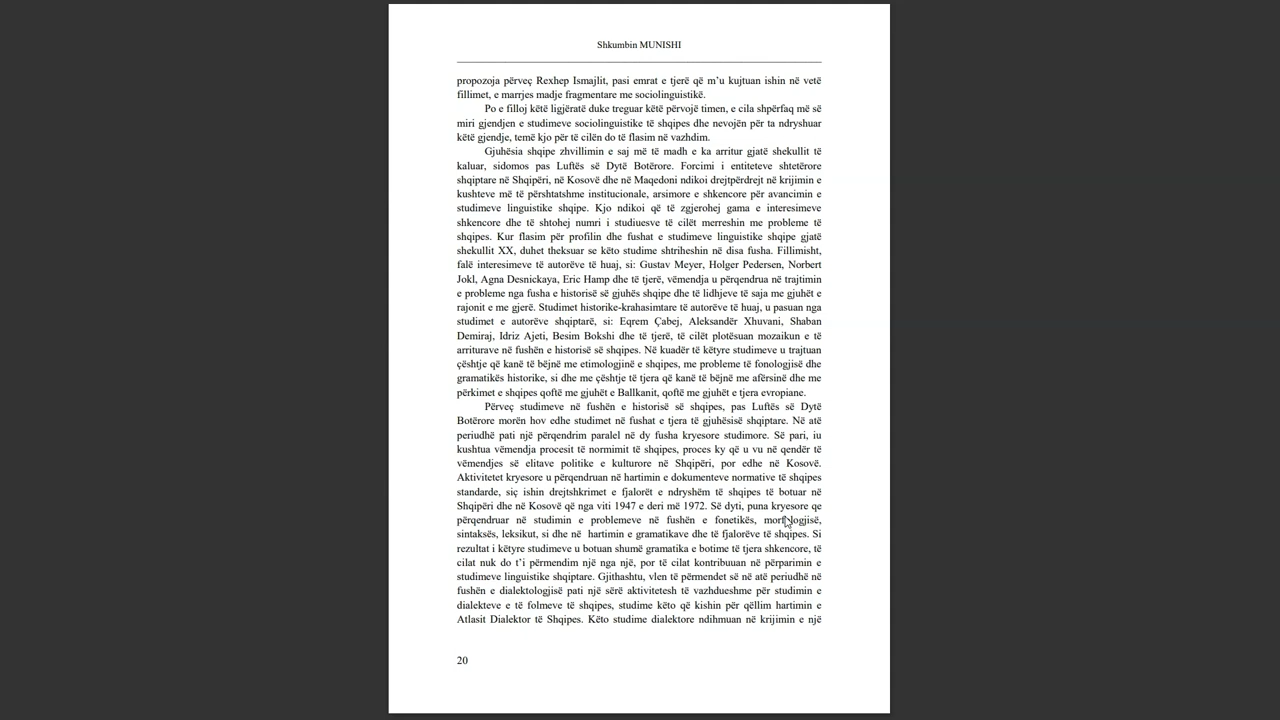 Shkumbin MUNISHI
propozoja përveç Rexhep Ismajlit, pasi emrat e tjerë që m'u kujtuan ishin në vetë
fillimet, e marrjes madje fragmentare me sociolinguistikë.
Po e filloj këtë ligjëratë duke treguar këtë përvojë timen, e cila shpërfaq më së
miri gjendjen e studimeve sociolinguistike të shqipes dhe nevojën për ta ndryshuar
këtë gjendje, temë kjo për të cilën do të flasim në vazhdim.
Gjuhësia shqipe zhvillimin e saj më të madh e ka arritur gjatë shekullit të
kaluar, sidomos pas Luftës së Dytë Botërore. Forcimi i entiteteve shtetërore
shqiptare në Shqipëri, në Kosovë dhe në Maqedoni ndikoi drejtpërdrejt në krijimin e
kushteve më të përshtatshme institucionale, arsimore e shkencore për avancimin e
studimeve linguistike shqipe. Kjo ndikoi që të zgjerohej gama e interesimeve
shkencore dhe të shtohej numri i studiuesve të cilët merreshin me probleme të
shqipes. Kur flasim për profilin dhe fushat e studimeve linguistike shqipe gjatë
shekullit XX, duhet theksuar se këto studime shtriheshin në disa fusha. Fillimisht,
falë interesimeve të autorëve të huaj, si: Gustav Meyer, Holger Pedersen, Norbert
Jokl, Agna Desnickaya, Eric Hamp dhe të tjerë, vëmendja u përqendrua në trajtimin
e probleme nga fusha e historisë së gjuhës shqipe dhe të lidhjeve të saja me gjuhët e
rajonit e me gjerë. Studimet historike-krahasimtare të autorëve të huaj, u pasuan nga
studimet e autorëve shqiptarë, si: Eqrem Çabej, Aleksandër Xhuvani, Shaban
Demiraj, Idriz Ajeti, Besim Bokshi dhe të tjerë, të cilët plotësuan mozaikun e të
arriturave në fushën e historisë së shqipes. Në kuadër të këtyre studimeve u trajtuan
çështje që kanë të bëjnë me etimologjinë e shqipes, me probleme të fonologjisë dhe
gramatikës historike, si dhe me çështje të tjera që kanë të bëjnë me afërsinë dhe me
përkimet e shqipes qoftë me gjuhët e Ballkanit, qoftë me gjuhët e tjera evropiane.
Përveç studimeve në fushën e historisë së shqipes, pas Luftës së Dytë
Botërore morën hov edhe studimet në fushat e tjera të gjuhësisë shqiptare. Në atë
periudhë pati një përqendrim paralel në dy fusha kryesore studimore. Së pari, iu
kushtua vëmendja procesit të normimit të shqipes, proces ky që u vu në qendër të
vëmendjes së elitave politike e kulturore në Shqipëri, por edhe në Kosovë.
Aktivitetet kryesore u përqendruan në hartimin e dokumenteve normative të shqipes
standarde, siç ishin drejtshkrimet e fjalorët e ndryshëm të shqipes të botuar në
Shqipëri dhe në Kosovë që nga viti 1947 e deri më 1972. Së dyti, puna kryesore qe
përqendruar në studimin e problemeve në fushën e fonetikës, morfologjisë,
sintaksës, leksikut, si dhe në hartimin e gramatikave dhe të fjalorëve të shqipes. Si
rezultat i këtyre studimeve u botuan shumë gramatika e botime të tjera shkencore, të
cilat nuk do t'i përmendim një nga një, por të cilat kontribuuan në përparimin e
studimeve linguistike shqiptare. Gjithashtu, vlen të përmendet së në atë periudhë në
fushën e dialektologjisë pati një sërë aktivitetesh të vazhdueshme për studimin e
dialekteve e të folmeve të shqipes, studime këto që kishin për qëllim hartimin e
Atlasit Dialektor të Shqipes. Këto studime dialektore ndihmuan në krijimin e një
20